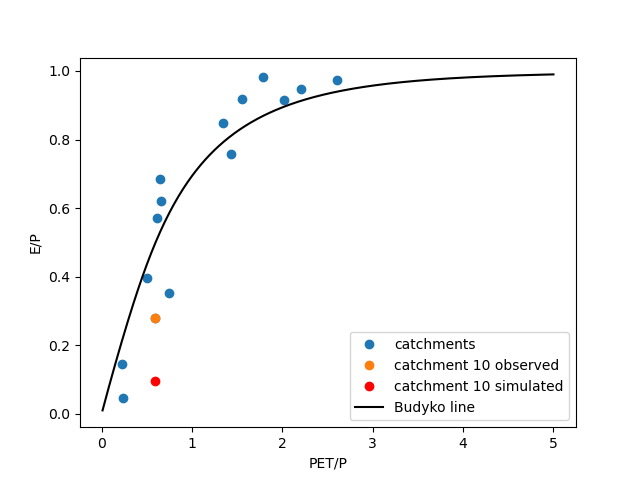 1.0
0.8
0.6
0.4
0.2
0.0
E/P
0 1 2 3 4 5
PET/P
catchments
catchment 10 observed
catchment 10 simulated
Budyko line